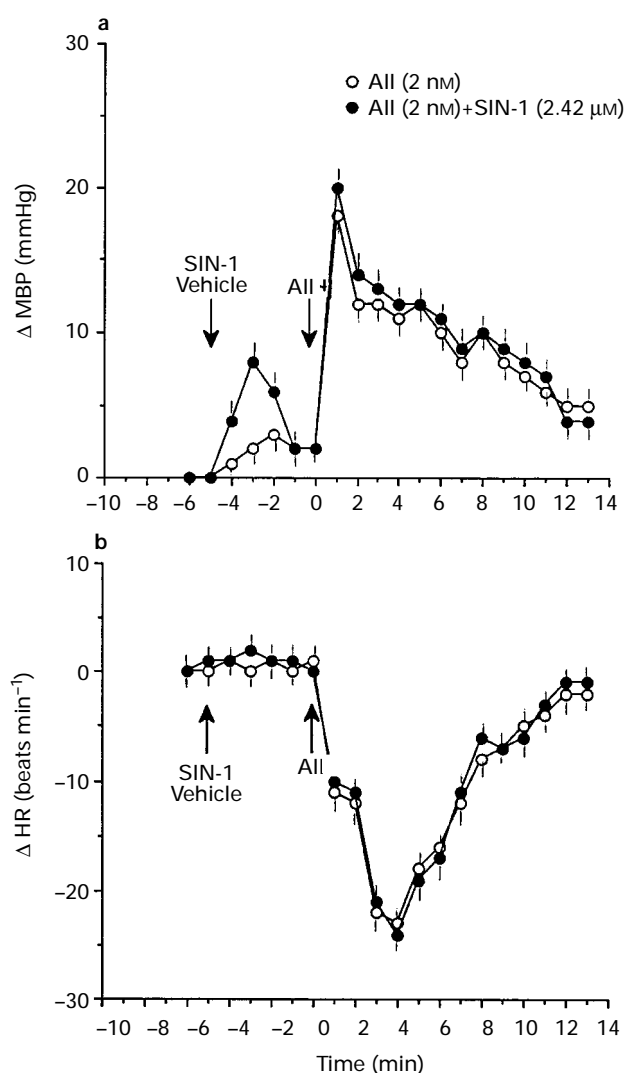 a
30
AII (2 nM)
AII (2 nM)+SIN-1 (2.42 μM)
Δ MBP (mmHg)
20
SIN-1
Vehicle
AII
10
0
−10 −8 −6 −4 −2 0 2 4 6 8 10 12 14
b
10
0
SIN-1
Vehicle
AII
Δ HR (beats min⁻¹)
−10
−20
−30
−10 −8 −6 −4 −2 0 2 4 6 8 10 12 14
Time (min)